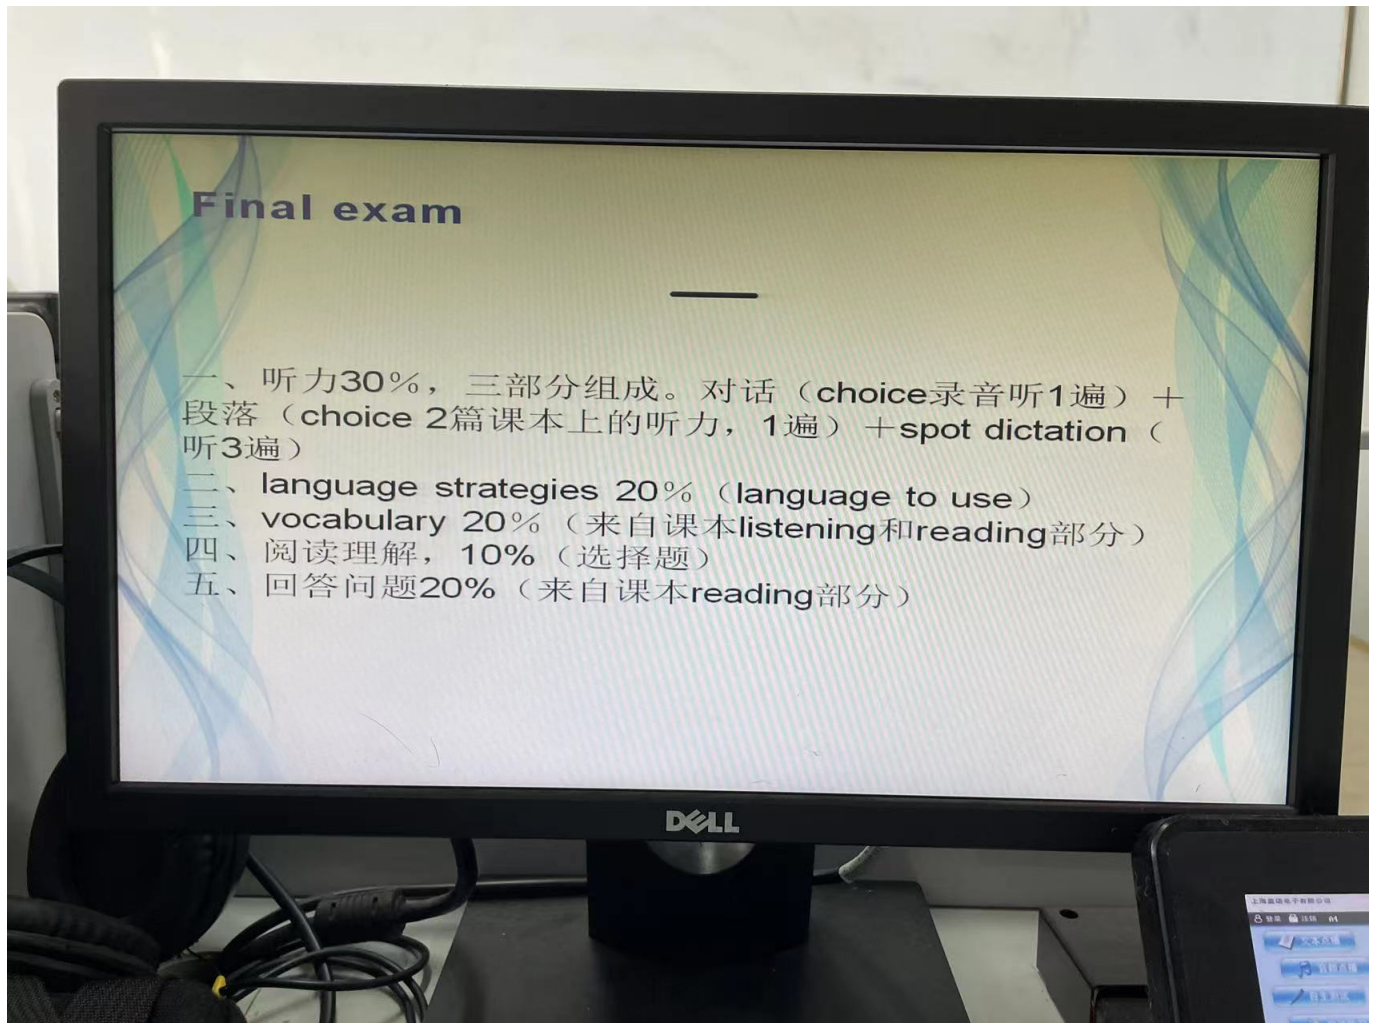 Final exam
一、听力30%，三部分组成。对话（choice录音听1遍）＋
段落（choice 2篇课本上的听力，1遍）＋spot dictation（
听3遍）
二、language strategies 20%（language to use）
三、vocabulary 20%（来自课本listening和reading部分）
四、阅读理解，10%（选择题）
五、回答问题20%（来自课本reading部分）
DELL
登录 注销